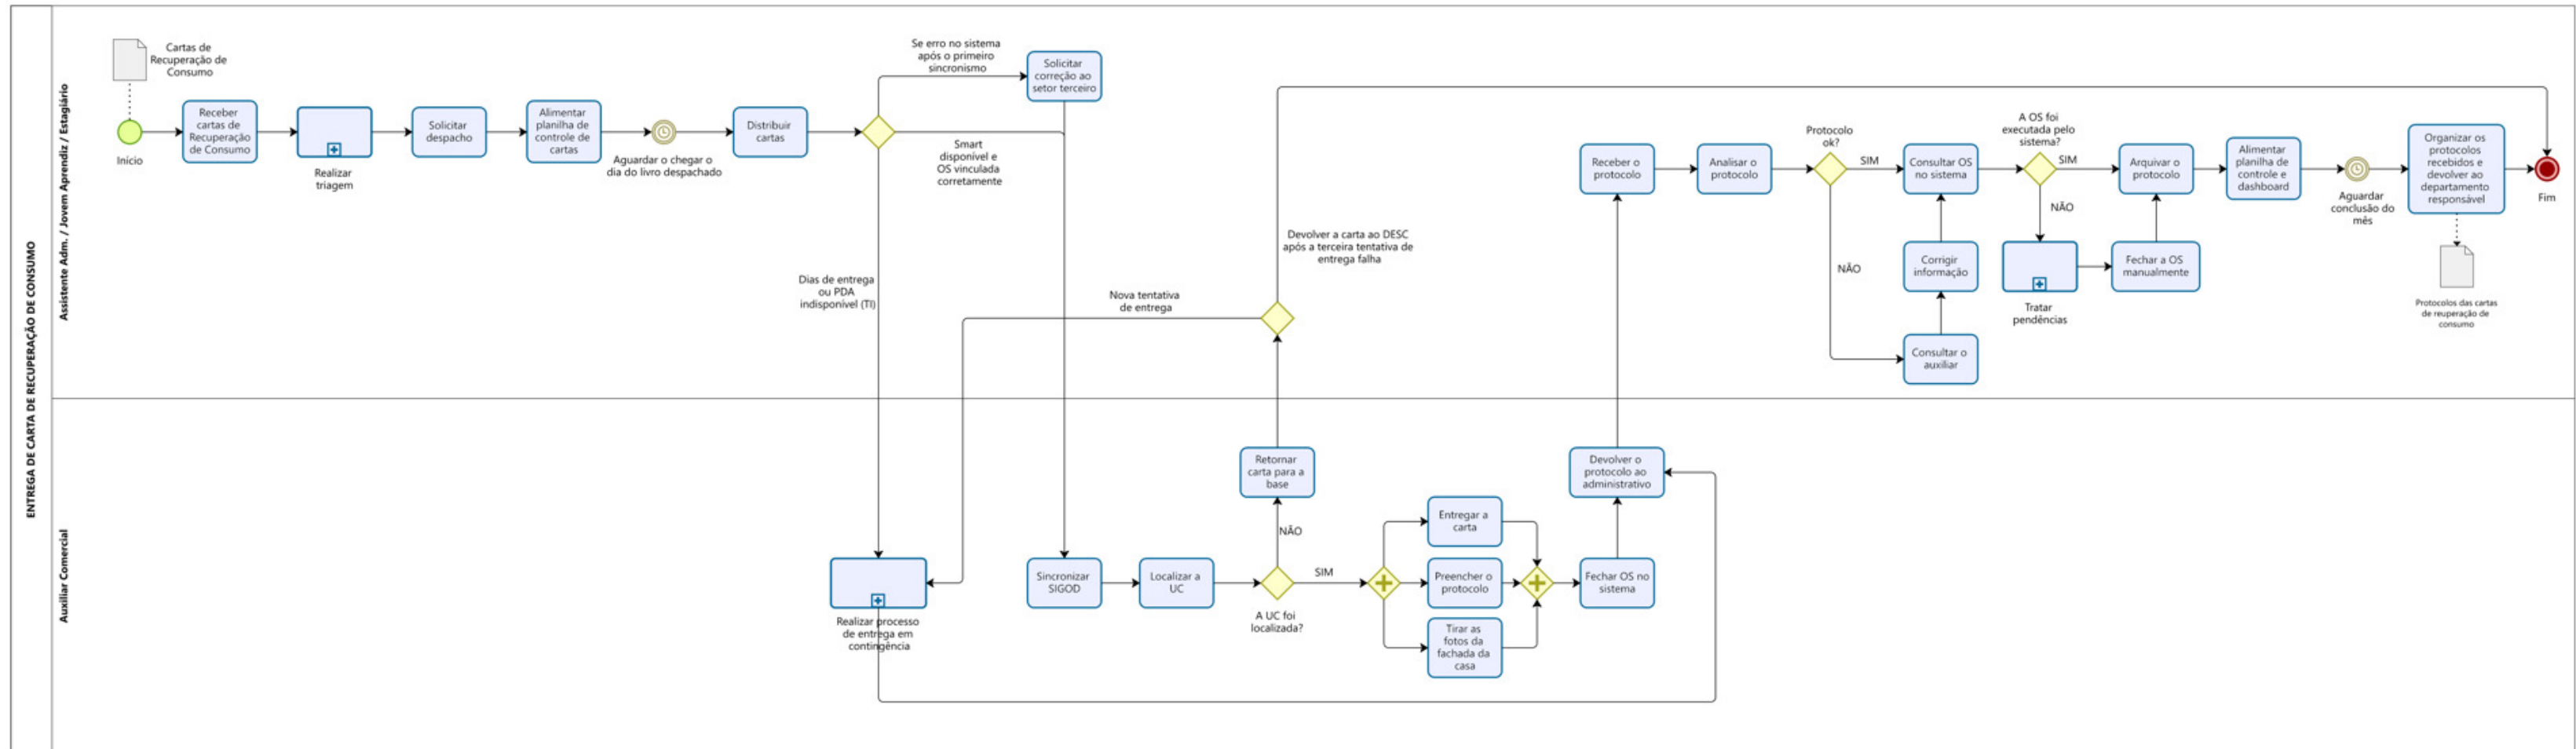 ENTREGA DE CARTA DE RECUPERAÇÃO DE CONSUMO
Assistente Adm. / Jovem Aprendiz / Estagiário
Cartas de
Recuperação de
Consumo
Início
Receber
cartas de
Recuperação
de Consumo
Realizar
triagem
Solicitar
despacho
Alimentar
planilha de
controle de
cartas
Aguardar o chegar o
dia do livro despachado
Distribuir
cartas
Se erro no sistema
após o primeiro
sincronismo
Solicitar
correção ao
setor terceiro
Smart
disponível e
OS vinculada
corretamente
Dias de entrega
ou PDA
indisponível (TI)
Nova tentativa
de entrega
Devolver a carta ao DESC
após a terceira tentativa de
entrega falha
Receber o
protocolo
Analisar o
protocolo
Protocolo
ok?
SIM
NÃO
Consultar OS
no sistema
Corrigir
informação
Consultar o
auxiliar
A OS foi
executada pelo
sistema?
SIM
NÃO
Tratar
pendências
Arquivar o
protocolo
Fechar a OS
manualmente
Alimentar
planilha de
controle e
dashboard
Aguardar
conclusão do
mês
Organizar os
protocolos
recebidos e
devolver ao
departamento
responsável
Protocolos das cartas
de reuperação de
consumo
Fim
Auxiliar Comercial
Realizar processo
de entrega em
contingência
Sincronizar
SIGOD
Localizar a
UC
A UC foi
localizada?
NÃO
SIM
Retornar
carta para a
base
Entregar a
carta
Preencher o
protocolo
Tirar as
fotos da
fachada da
casa
Fechar OS no
sistema
Devolver o
protocolo ao
administrativo